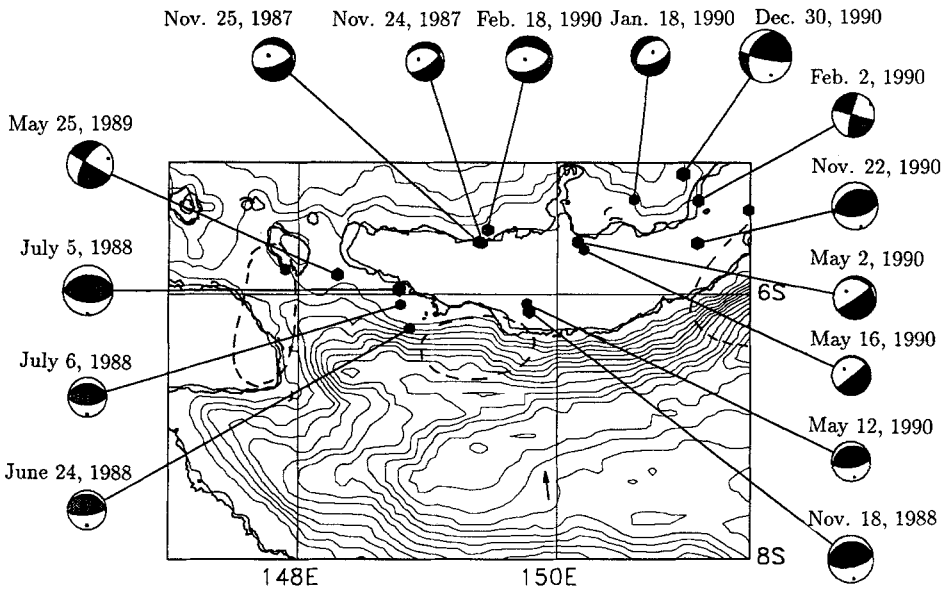 Nov. 25, 1987
Nov. 24, 1987
Feb. 18, 1990
Jan. 18, 1990
Dec. 30, 1990
Feb. 2, 1990
May 25, 1989
Nov. 22, 1990
July 5, 1988
May 2, 1990
6S
July 6, 1988
May 16, 1990
May 12, 1990
June 24, 1988
Nov. 18, 1988
8S
148E
150E